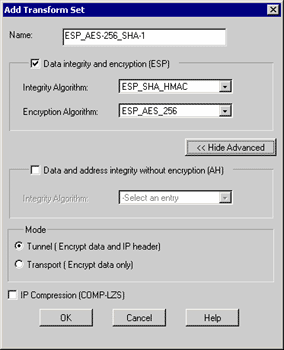 Add Transform Set
Name: ESP_AES-256_SHA-1
Data integrity and encryption (ESP)
Integrity Algorithm: ESP_SHA_HMAC
Encryption Algorithm: ESP_AES_256
<< Hide Advanced
Data and address integrity without encryption (AH)
Integrity Algorithm: -Select an entry
Mode
Tunnel ( Encrypt data and IP header)
Transport ( Encrypt data only)
IP Compression (COMP-LZS)
OK Cancel Help